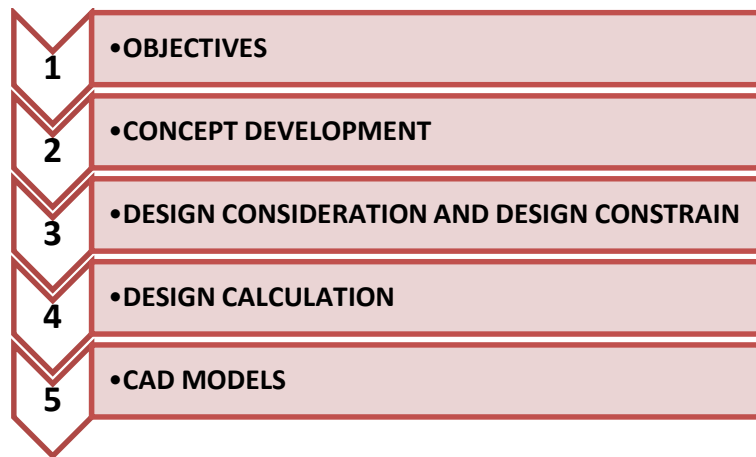 1
•OBJECTIVES
2
•CONCEPT DEVELOPMENT
3
•DESIGN CONSIDERATION AND DESIGN CONSTRAIN
4
•DESIGN CALCULATION
5
•CAD MODELS